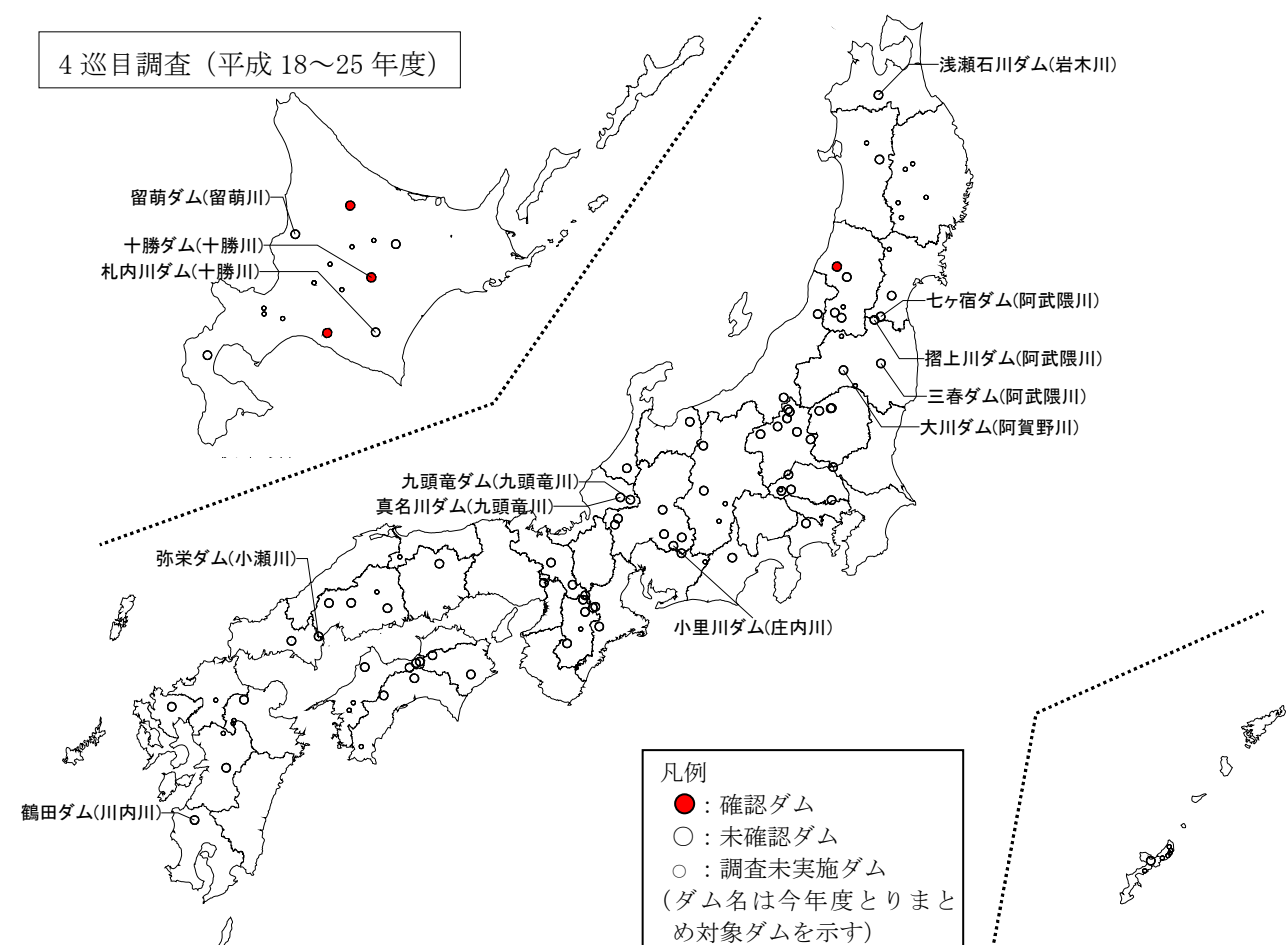 4 巡目調査（平成 18～25 年度）
浅瀬石川ダム(岩木川)
留萌ダム(留萌川)
十勝ダム(十勝川)
札内川ダム(十勝川)
七ヶ宿ダム(阿武隈川)
摺上川ダム(阿武隈川)
三春ダム(阿武隈川)
大川ダム(阿賀野川)
九頭竜ダム(九頭竜川)
真名川ダム(九頭竜川)
弥栄ダム(小瀬川)
小里川ダム(庄内川)
鶴田ダム(川内川)
凡例
：確認ダム
：未確認ダム
：調査未実施ダム
(ダム名は今年度とりまと
め対象ダムを示す)